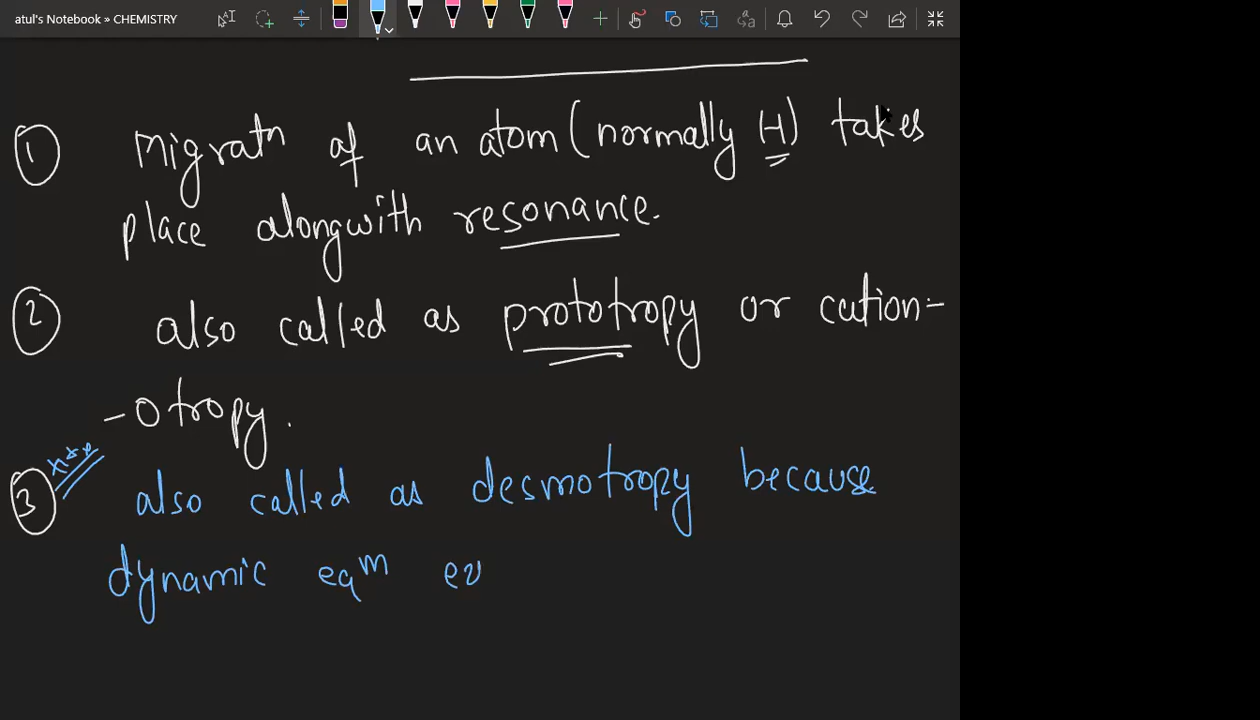 atul's Notebook » CHEMISTRY
① Migratn of an atom (normally H) takes
place alongwith resonance.
② also called as prototropy or cation-
-otropy.
③ also called as desmotropy because
dynamic eqm